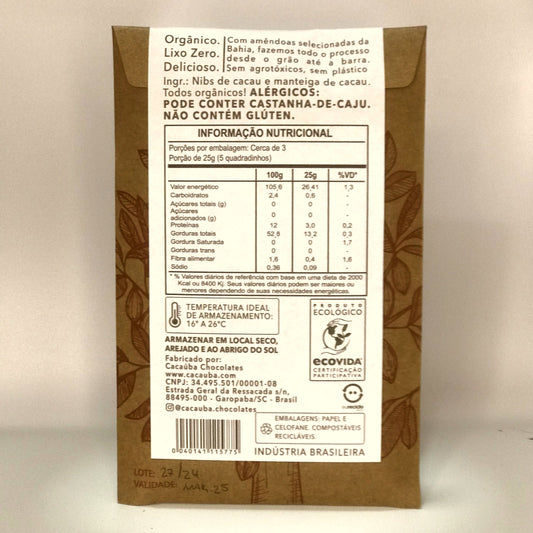 Orgânico.
Lixo Zero.
Delicioso.
Com amêndoas selecionadas da
Bahia, fazemos todo o processo
desde o grão até a barra.
Sem agrotóxicos, sem plástico
Ingr.: Nibs de cacau e manteiga de cacau.
Todos orgânicos! ALÉRGICOS:
PODE CONTER CASTANHA-DE-CAJU.
NÃO CONTÉM GLÚTEN.
INFORMAÇÃO NUTRICIONAL
Porções por embalagem: Cerca de 3
Porção de 25g (5 quadradinhos)
100g 25g %VD*
Valor energético 105,6 26,41 1,3
Carboidratos 2,4 0,6 -
Açúcares totais (g) 0 0 -
Açúcares
adicionados (g) 0 0 -
Proteínas 12 3,0 0,2
Gorduras totais 52,8 13,2 0,3
Gordura Saturada 0 0 1,7
Gorduras trans 0 0 -
Fibra alimentar 1,6 0,4 1,6
Sódio 0,36 0,09 -
* % Valores diários de referência com base em uma dieta de 2000
Kcal ou 8400 Kj. Seus valores diários podem ser maiores ou
menores dependendo de suas necessidades energéticas.
TEMPERATURA IDEAL
DE ARMAZENAMENTO:
16° A 26°C
ARMAZENAR EM LOCAL SECO,
AREJADO E AO ABRIGO DO SOL
Fabricado por:
Cacaûba Chocolates
www.cacauba.com
CNPJ: 34.495.501/00001-08
Estrada Geral da Ressacada s/n,
88495-000 - Garopaba/SC - Brasil
@cacauba.chocolates
PRODUTO
ECOLÓGICO
ecovida
CERTIFICAÇÃO
PARTICIPATIVA
eureciclo
EMBALAGENS: PAPEL E
CELOFANE. COMPOSTÁVEIS
RECICLÁVEIS.
0 040141 115775
INDÚSTRIA BRASILEIRA
LOTE: 27/24
VALIDADE: MAR.25